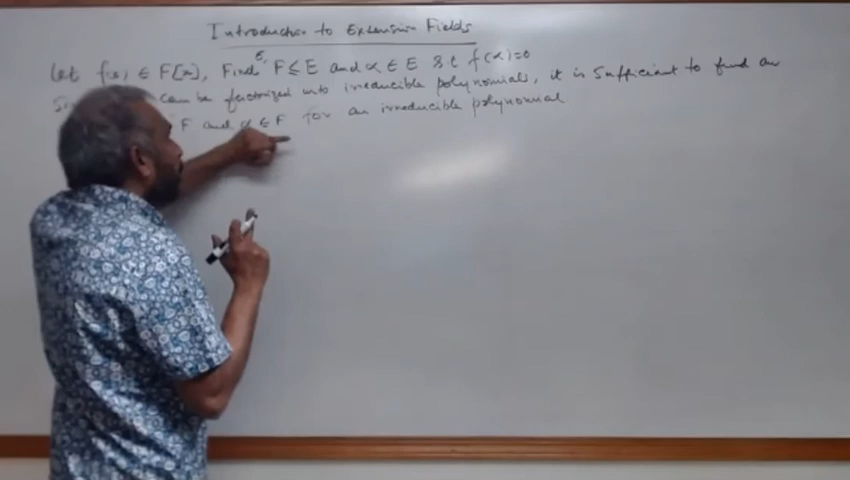 Introduction to Extension Fields
Let f(x) ∈ F[x], Find E, F ≤ E and α ∈ E s.t f(α)=0
Sin can be factorized into irreducible polynomials, it is sufficient to find an
F and α ∈ F for an irreducible polynomial